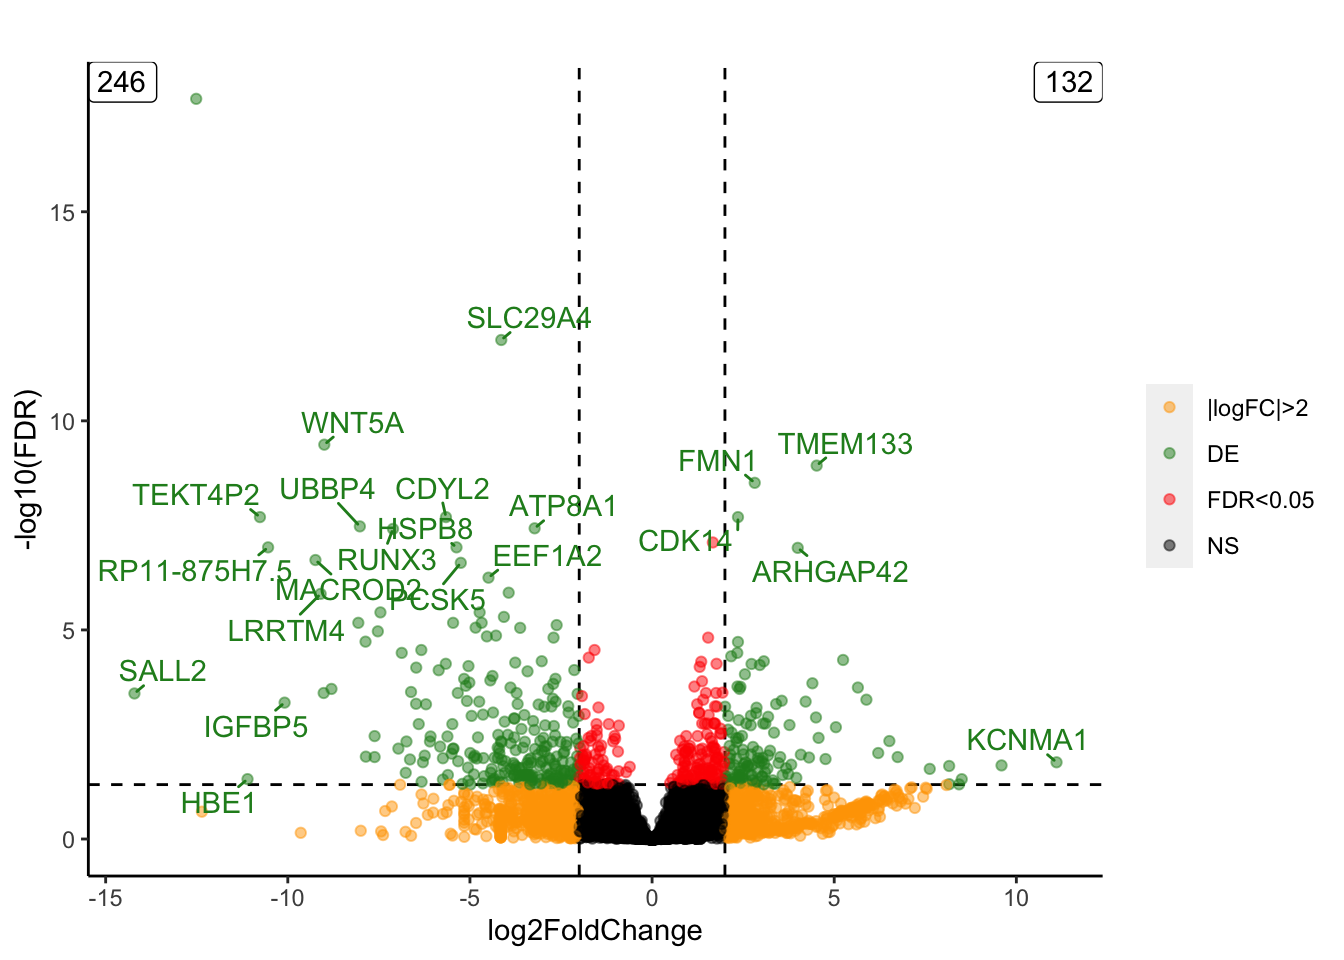 246
132
SLC29A4
WNT5A
TMEM133
FMN1
TEKT4P2
UBBP4
CDYL2
ATP8A1
HSPB8
CDK14
RUNX3
EEF1A2
RP11-875H7.5
ARHGAP42
MACROD2
PCSK5
LRRTM4
SALL2
IGFBP5
KCNMA1
HBE1
15
10
5
0
-log10(FDR)
-15
-10
-5
0
5
10
log2FoldChange
|logFC|>2
DE
FDR<0.05
NS